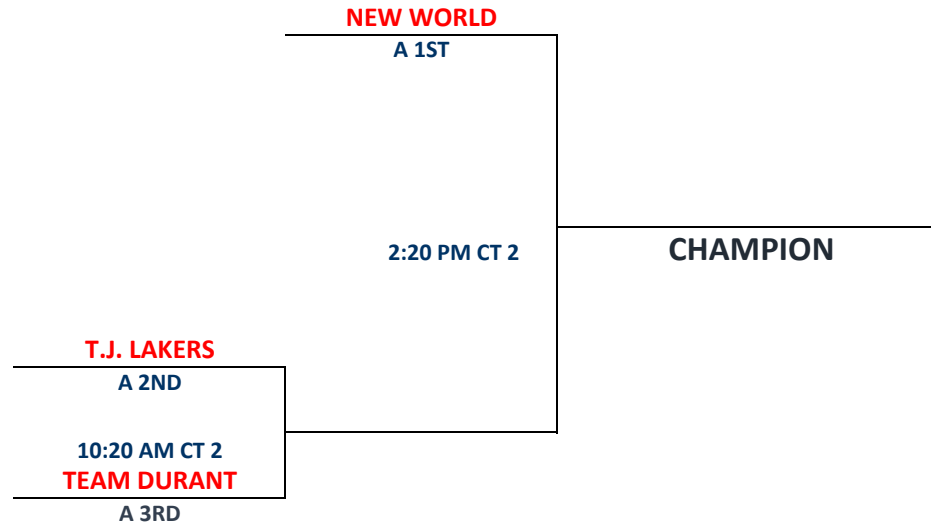 NEW WORLD
A 1ST
2:20 PM CT 2
CHAMPION
T.J. LAKERS
A 2ND
10:20 AM CT 2
TEAM DURANT
A 3RD